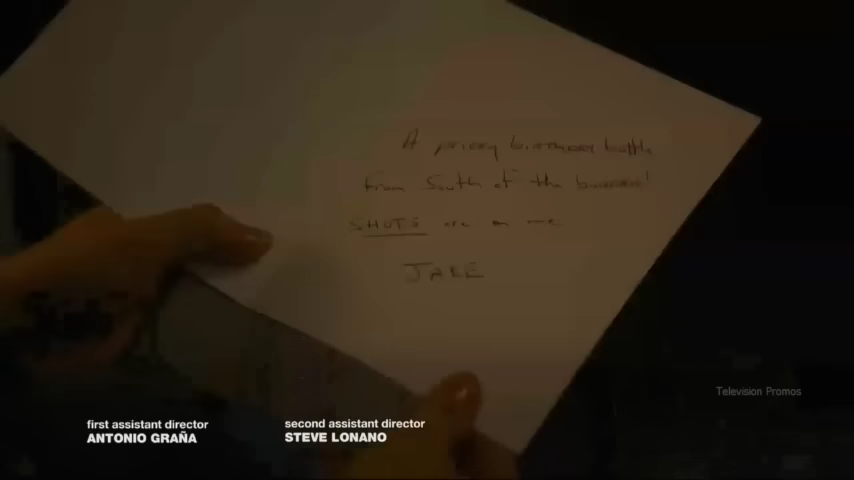 A pricey birthday bottle
from South of the border!
SHOTS are on me
JAKE
Television Promos
first assistant director
ANTONIO GRAÑA
second assistant director
STEVE LONANO